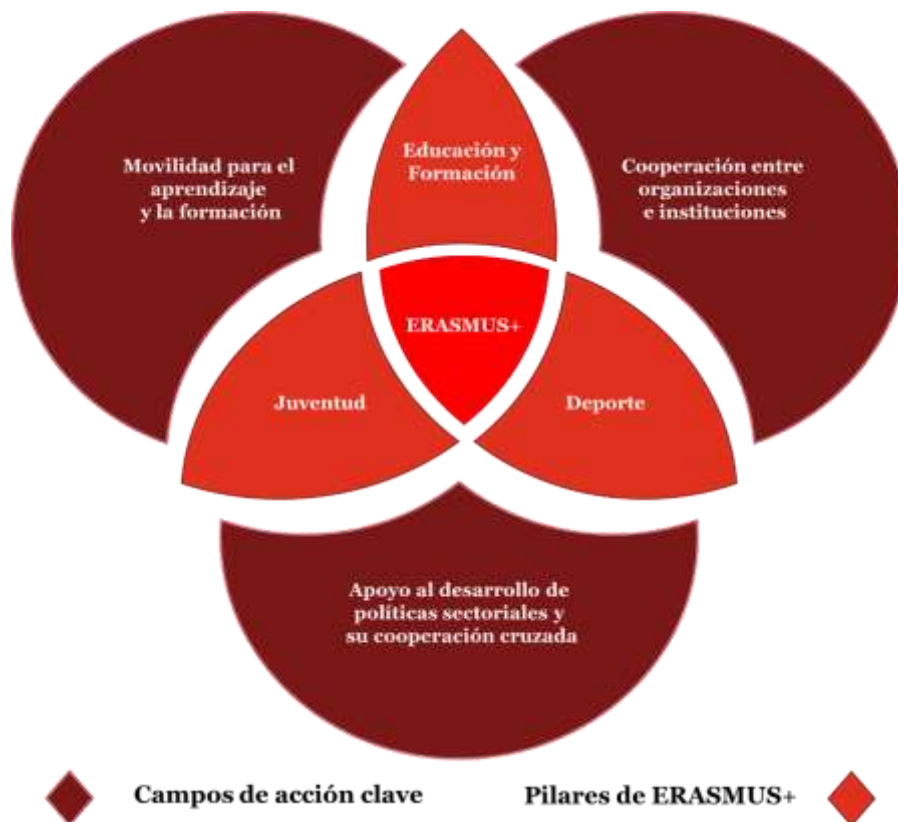 Educación y
Formación
Movilidad para el
aprendizaje
y la formación
Cooperación entre
organizaciones
e instituciones
ERASMUS+
Juventud
Deporte
Apoyo al desarrollo de
políticas sectoriales y
su cooperación cruzada
Campos de acción clave
Pilares de ERASMUS+